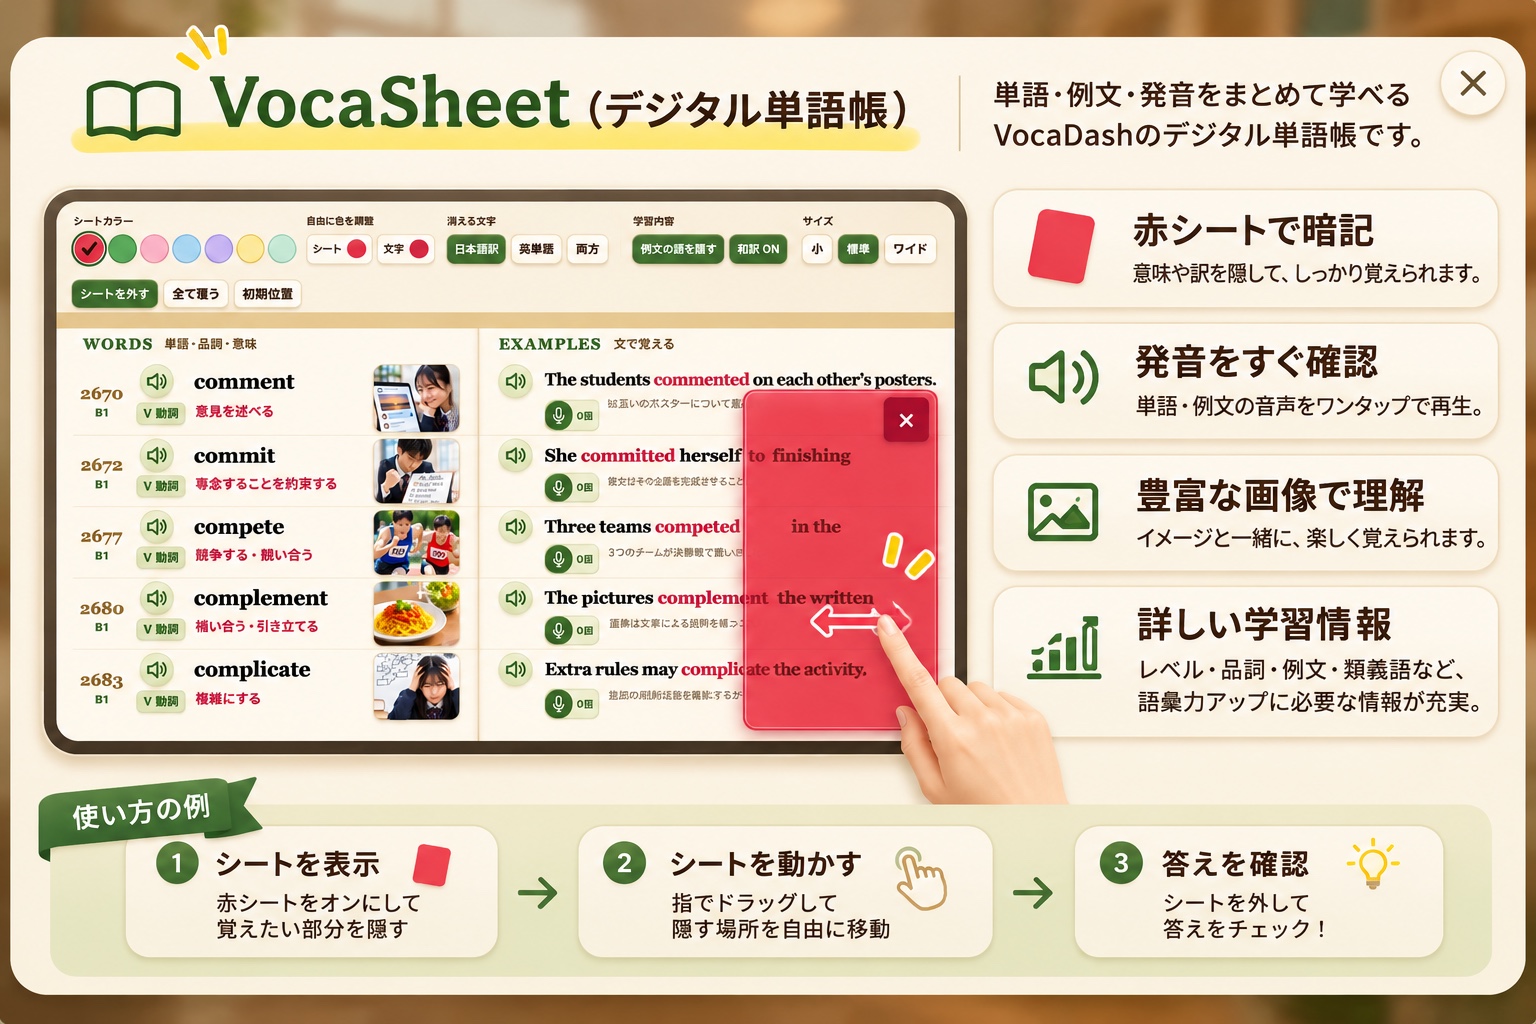 VocaSheet（デジタル単語帳）
単語・例文・発音をまとめて学べる
VocaDashのデジタル単語帳です。
シートカラー
自由に色を調整
消える文字
学習内容
サイズ
シート
文字
日本語訳
英単語
両方
例文の語を隠す
和訳 ON
小
標準
ワイド
シートを外す
全て覆う
初期位置
WORDS 単語・品詞・意味
2670
B1
comment
V 動詞
意見を述べる
2672
B1
commit
V 動詞
専念することを約束する
2677
B1
compete
V 動詞
競争する・競い合う
2680
B1
complement
V 動詞
補い合う・引き立てる
2683
B1
complicate
V 動詞
複雑にする
EXAMPLES 文で覚える
The students commented on each other's posters.
0回
She committed herself to finishing
0回
Three teams competed in the
0回
3つのチームが決勝戦で
The pictures complement the written
0回
Extra rules may complicate the activity.
0回
赤シートで暗記
意味や訳を隠して、しっかり覚えられます。
発音をすぐ確認
単語・例文の音声をワンタップで再生。
豊富な画像で理解
イメージと一緒に、楽しく覚えられます。
詳しい学習情報
レベル・品詞・例文・類義語など、
語彙力アップに必要な情報が充実。
使い方の例
1 シートを表示
赤シートをオンにして
覚えたい部分を隠す
2 シートを動かす
指でドラッグして
隠す場所を自由に移動
3 答えを確認
シートを外して
答えをチェック！